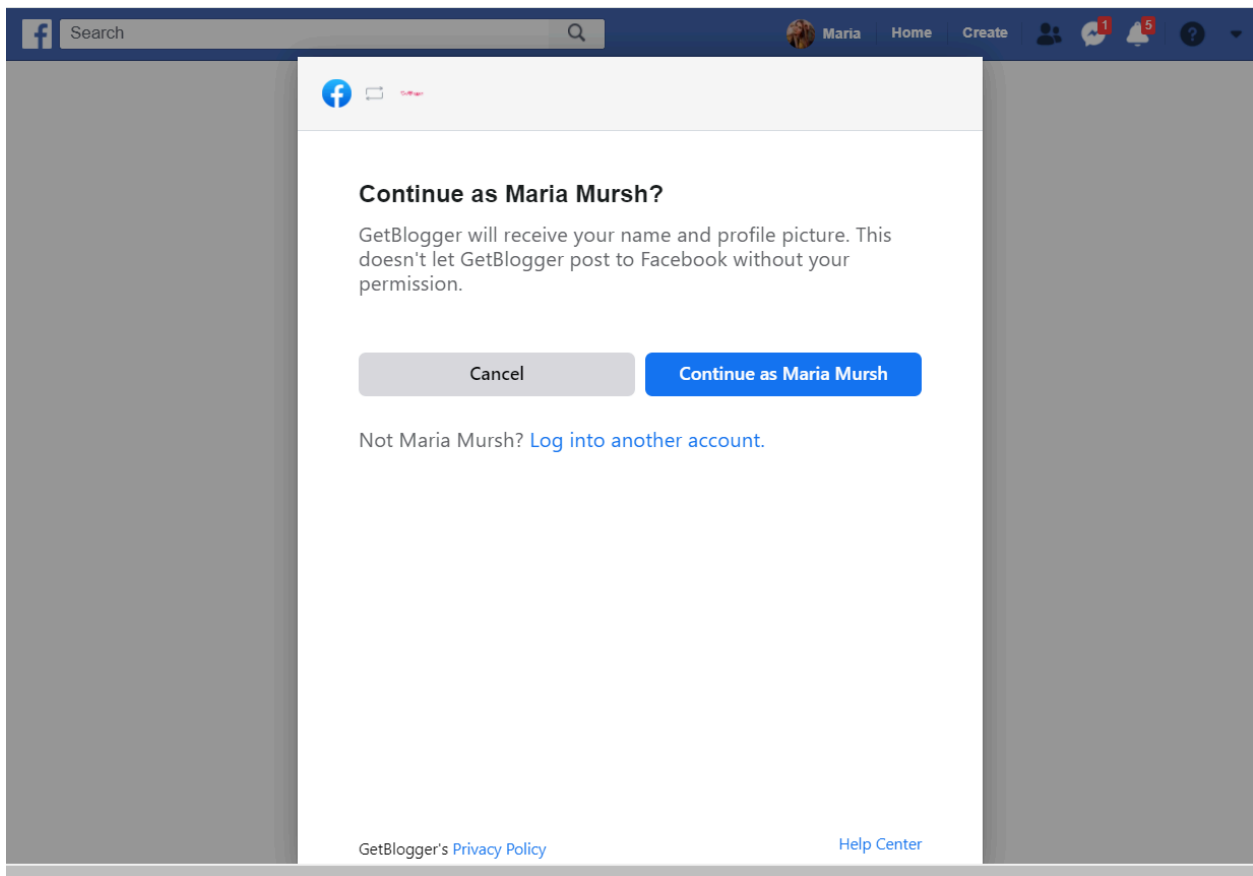 Search
Maria
Home
Create
1
5
?
Continue as Maria Mursh?
GetBlogger will receive your name and profile picture. This
doesn't let GetBlogger post to Facebook without your
permission.
Cancel
Continue as Maria Mursh
Not Maria Mursh? Log into another account.
GetBlogger's Privacy Policy
Help Center